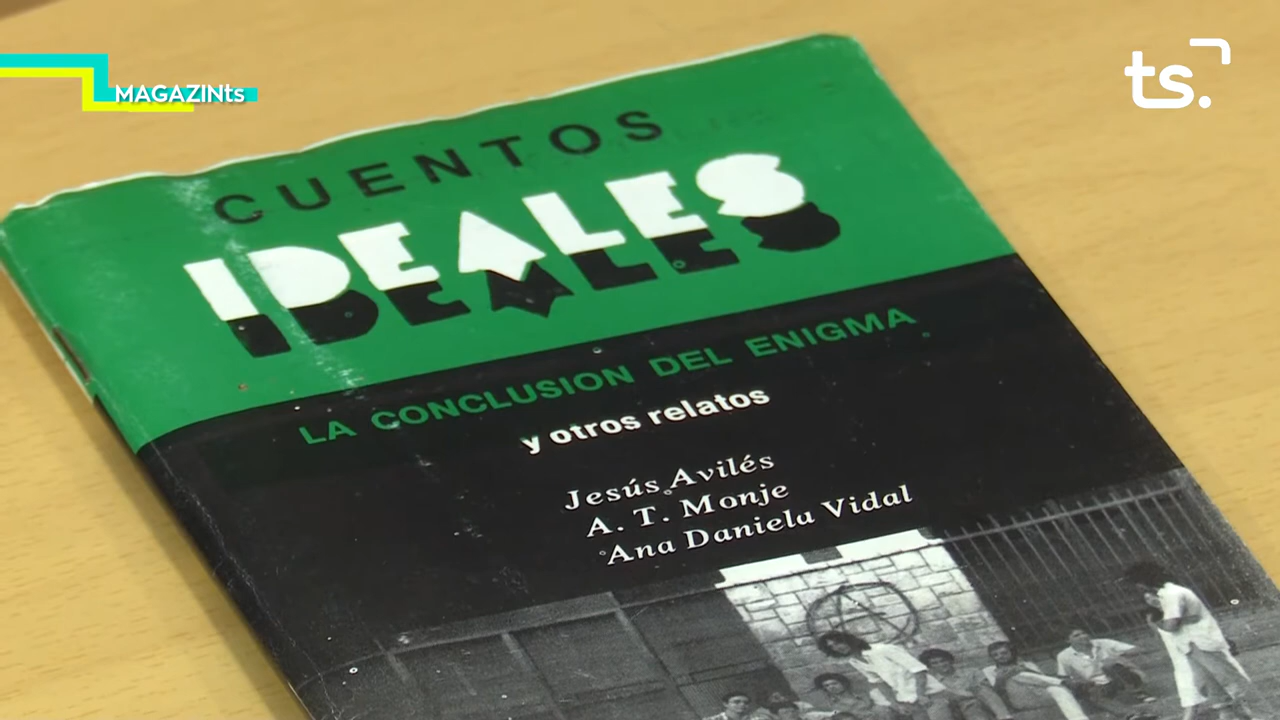 MAGAZINts
ts.
CUENTOS
IDEALES
LA CONCLUSION DEL ENIGMA
y otros relatos
Jesús Avilés
A. T. Monje
Ana Daniela Vidal